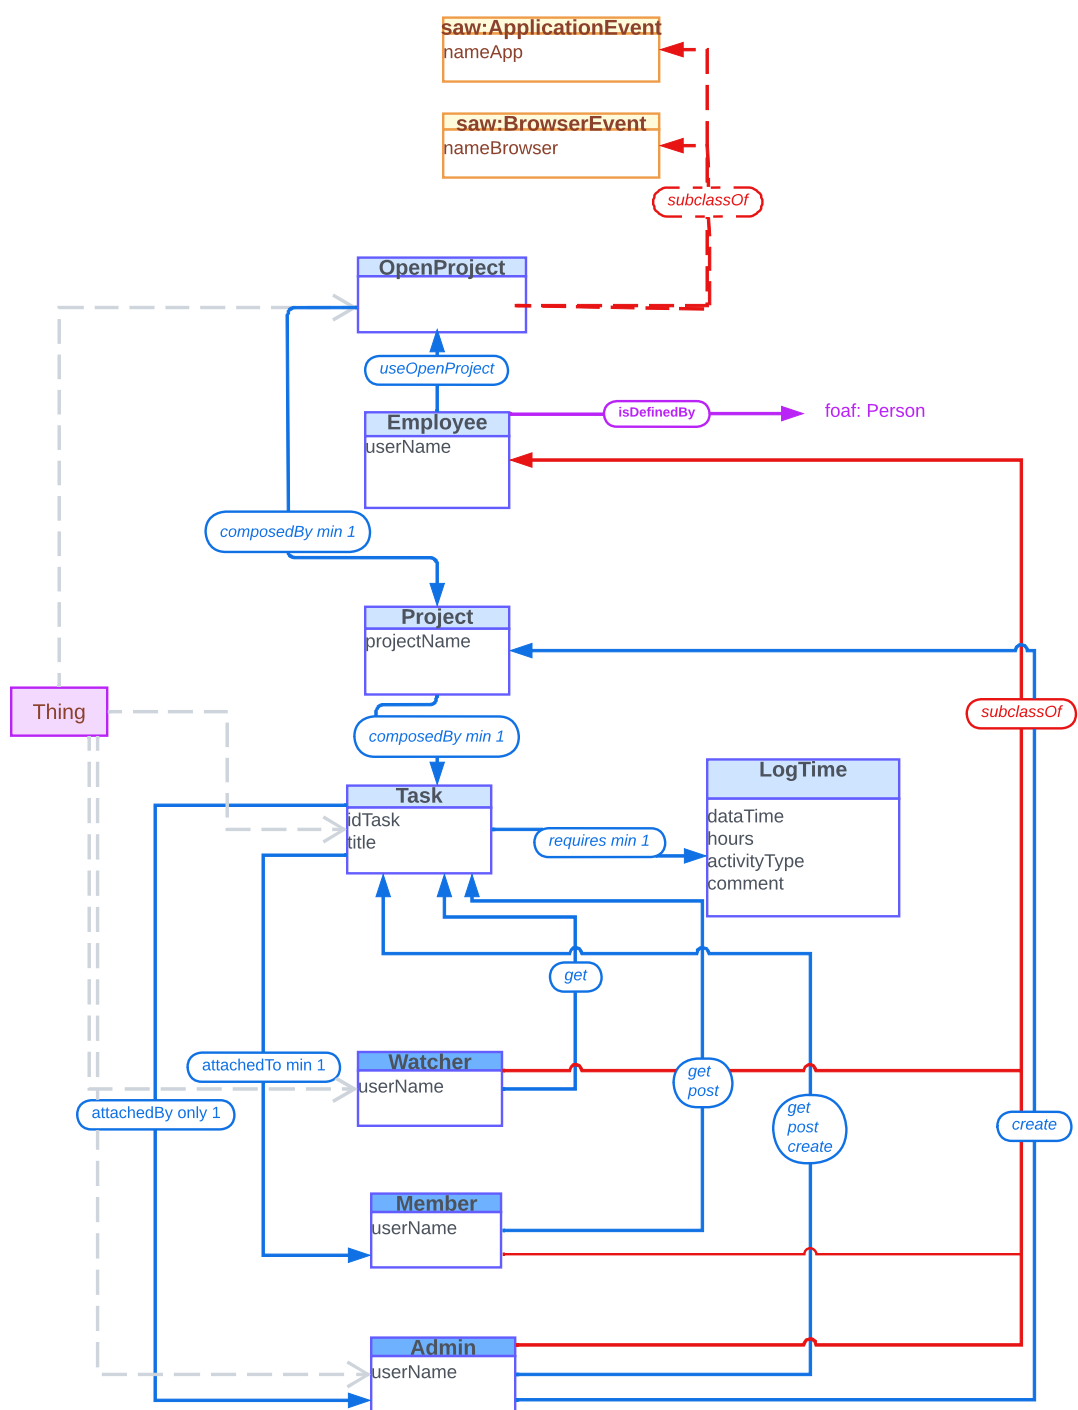 saw:ApplicationEvent
nameApp
saw:BrowserEvent
nameBrowser
subclassOf
OpenProject
useOpenProject
Employee
userName
isDefinedBy
foaf: Person
composedBy min 1
Project
projectName
Thing
subclassOf
composedBy min 1
Task
idTask
title
requires min 1
LogTime
dataTime
hours
activityType
comment
get
Watcher
userName
attachedTo min 1
get
post
attachedBy only 1
get
post
create
create
Member
userName
Admin
userName